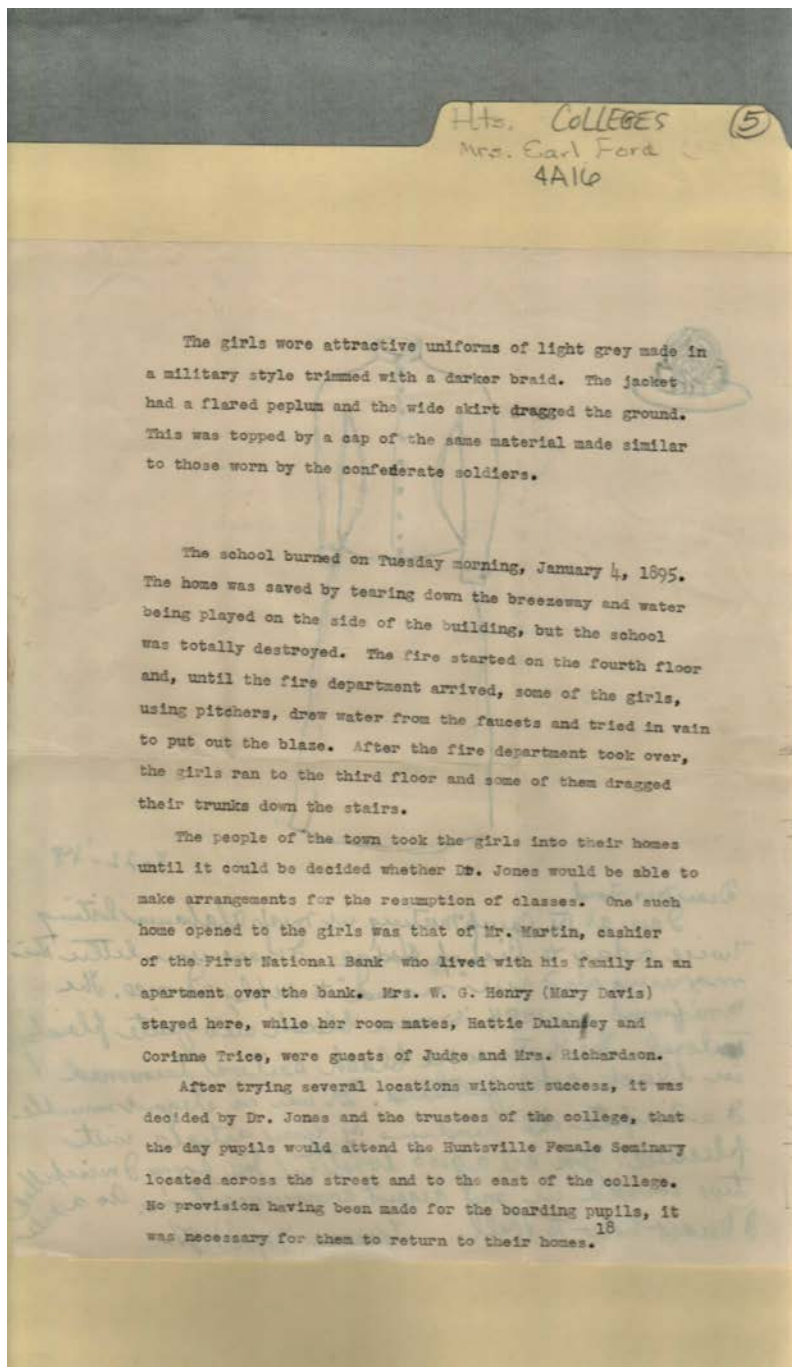 Hts. COLLEGES 5
Mrs. Earl Ford
4A16
The girls wore attractive uniforms of light grey made in
a military style trimmed with a darker braid. The jacket
had a flared peplum and the wide skirt dragged the ground.
This was topped by a cap of the same material made similar
to those worn by the confederate soldiers.
The school burned on Tuesday morning, January 4, 1895.
The home was saved by tearing down the breezeway and water
being played on the side of the building, but the school
was totally destroyed. The fire started on the fourth floor
and, until the fire department arrived, some of the girls,
using pitchers, drew water from the faucets and tried in vain
to put out the blaze. After the fire department took over,
the girls ran to the third floor and some of them dragged
their trunks down the stairs.
The people of the town took the girls into their homes
until it could be decided whether Dr. Jones would be able to
make arrangements for the resumption of classes. One such
home opened to the girls was that of Mr. Martin, cashier
of the First National Bank who lived with his family in an
apartment over the bank. Mrs. W. G. Henry (Mary Davis)
stayed here, while her room mates, Hattie Dulaney and
Corinne Trice, were guests of Judge and Mrs. Richardson.
After trying several locations without success, it was
decided by Dr. Jones and the trustees of the college, that
the day pupils would attend the Huntsville Female Seminary
located across the street and to the east of the college.
No provision having been made for the boarding pupils, it
was necessary for them to return to their homes.18